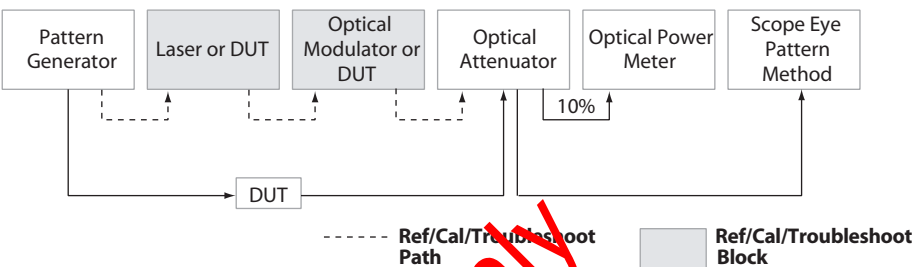 Pattern
Generator
Laser or DUT
Optical
Modulator or
DUT
Optical
Attenuator
Optical Power
Meter
Scope Eye
Pattern
Method
10%
DUT
Ref/Cal/Troubleshoot
Path
Ref/Cal/Troubleshoot
Block